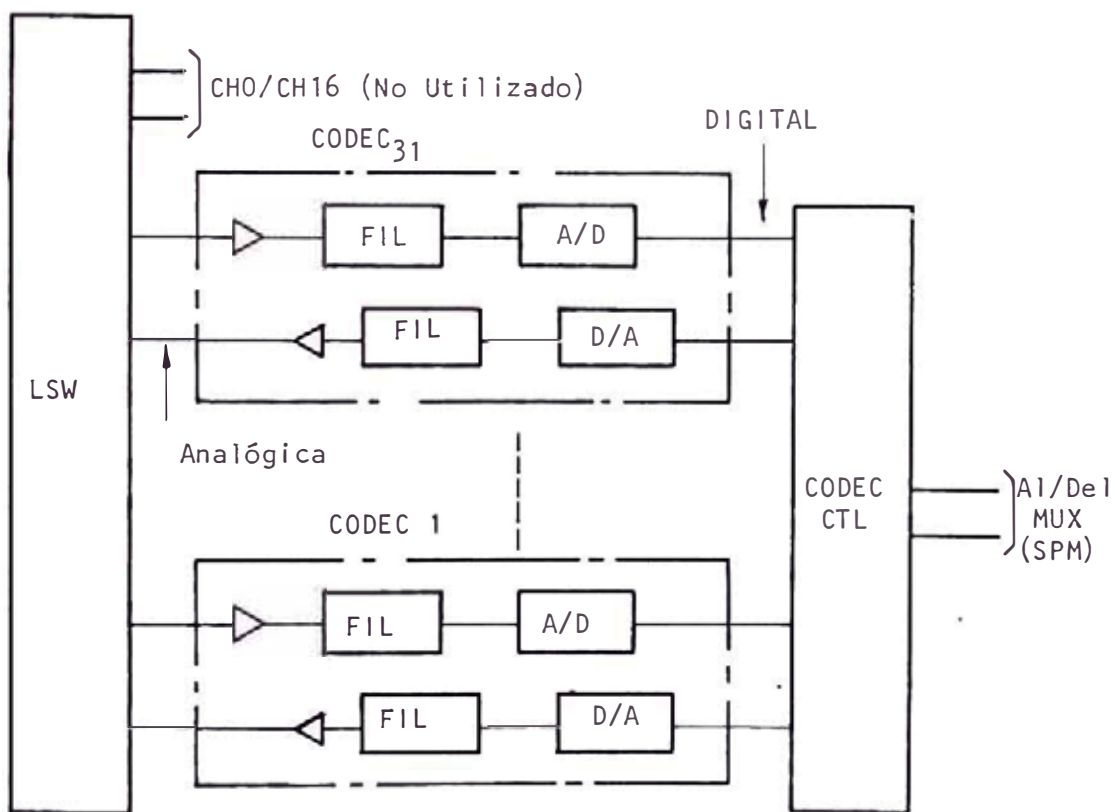 CH0/CH16 (No Utilizado)
DIGITAL
CODEC31
FIL
A/D
FIL
D/A
LSW
Analógica
CODEC
CTL
Al/Del
MUX
(SPM)
CODEC 1
FIL
A/D
FIL
D/A